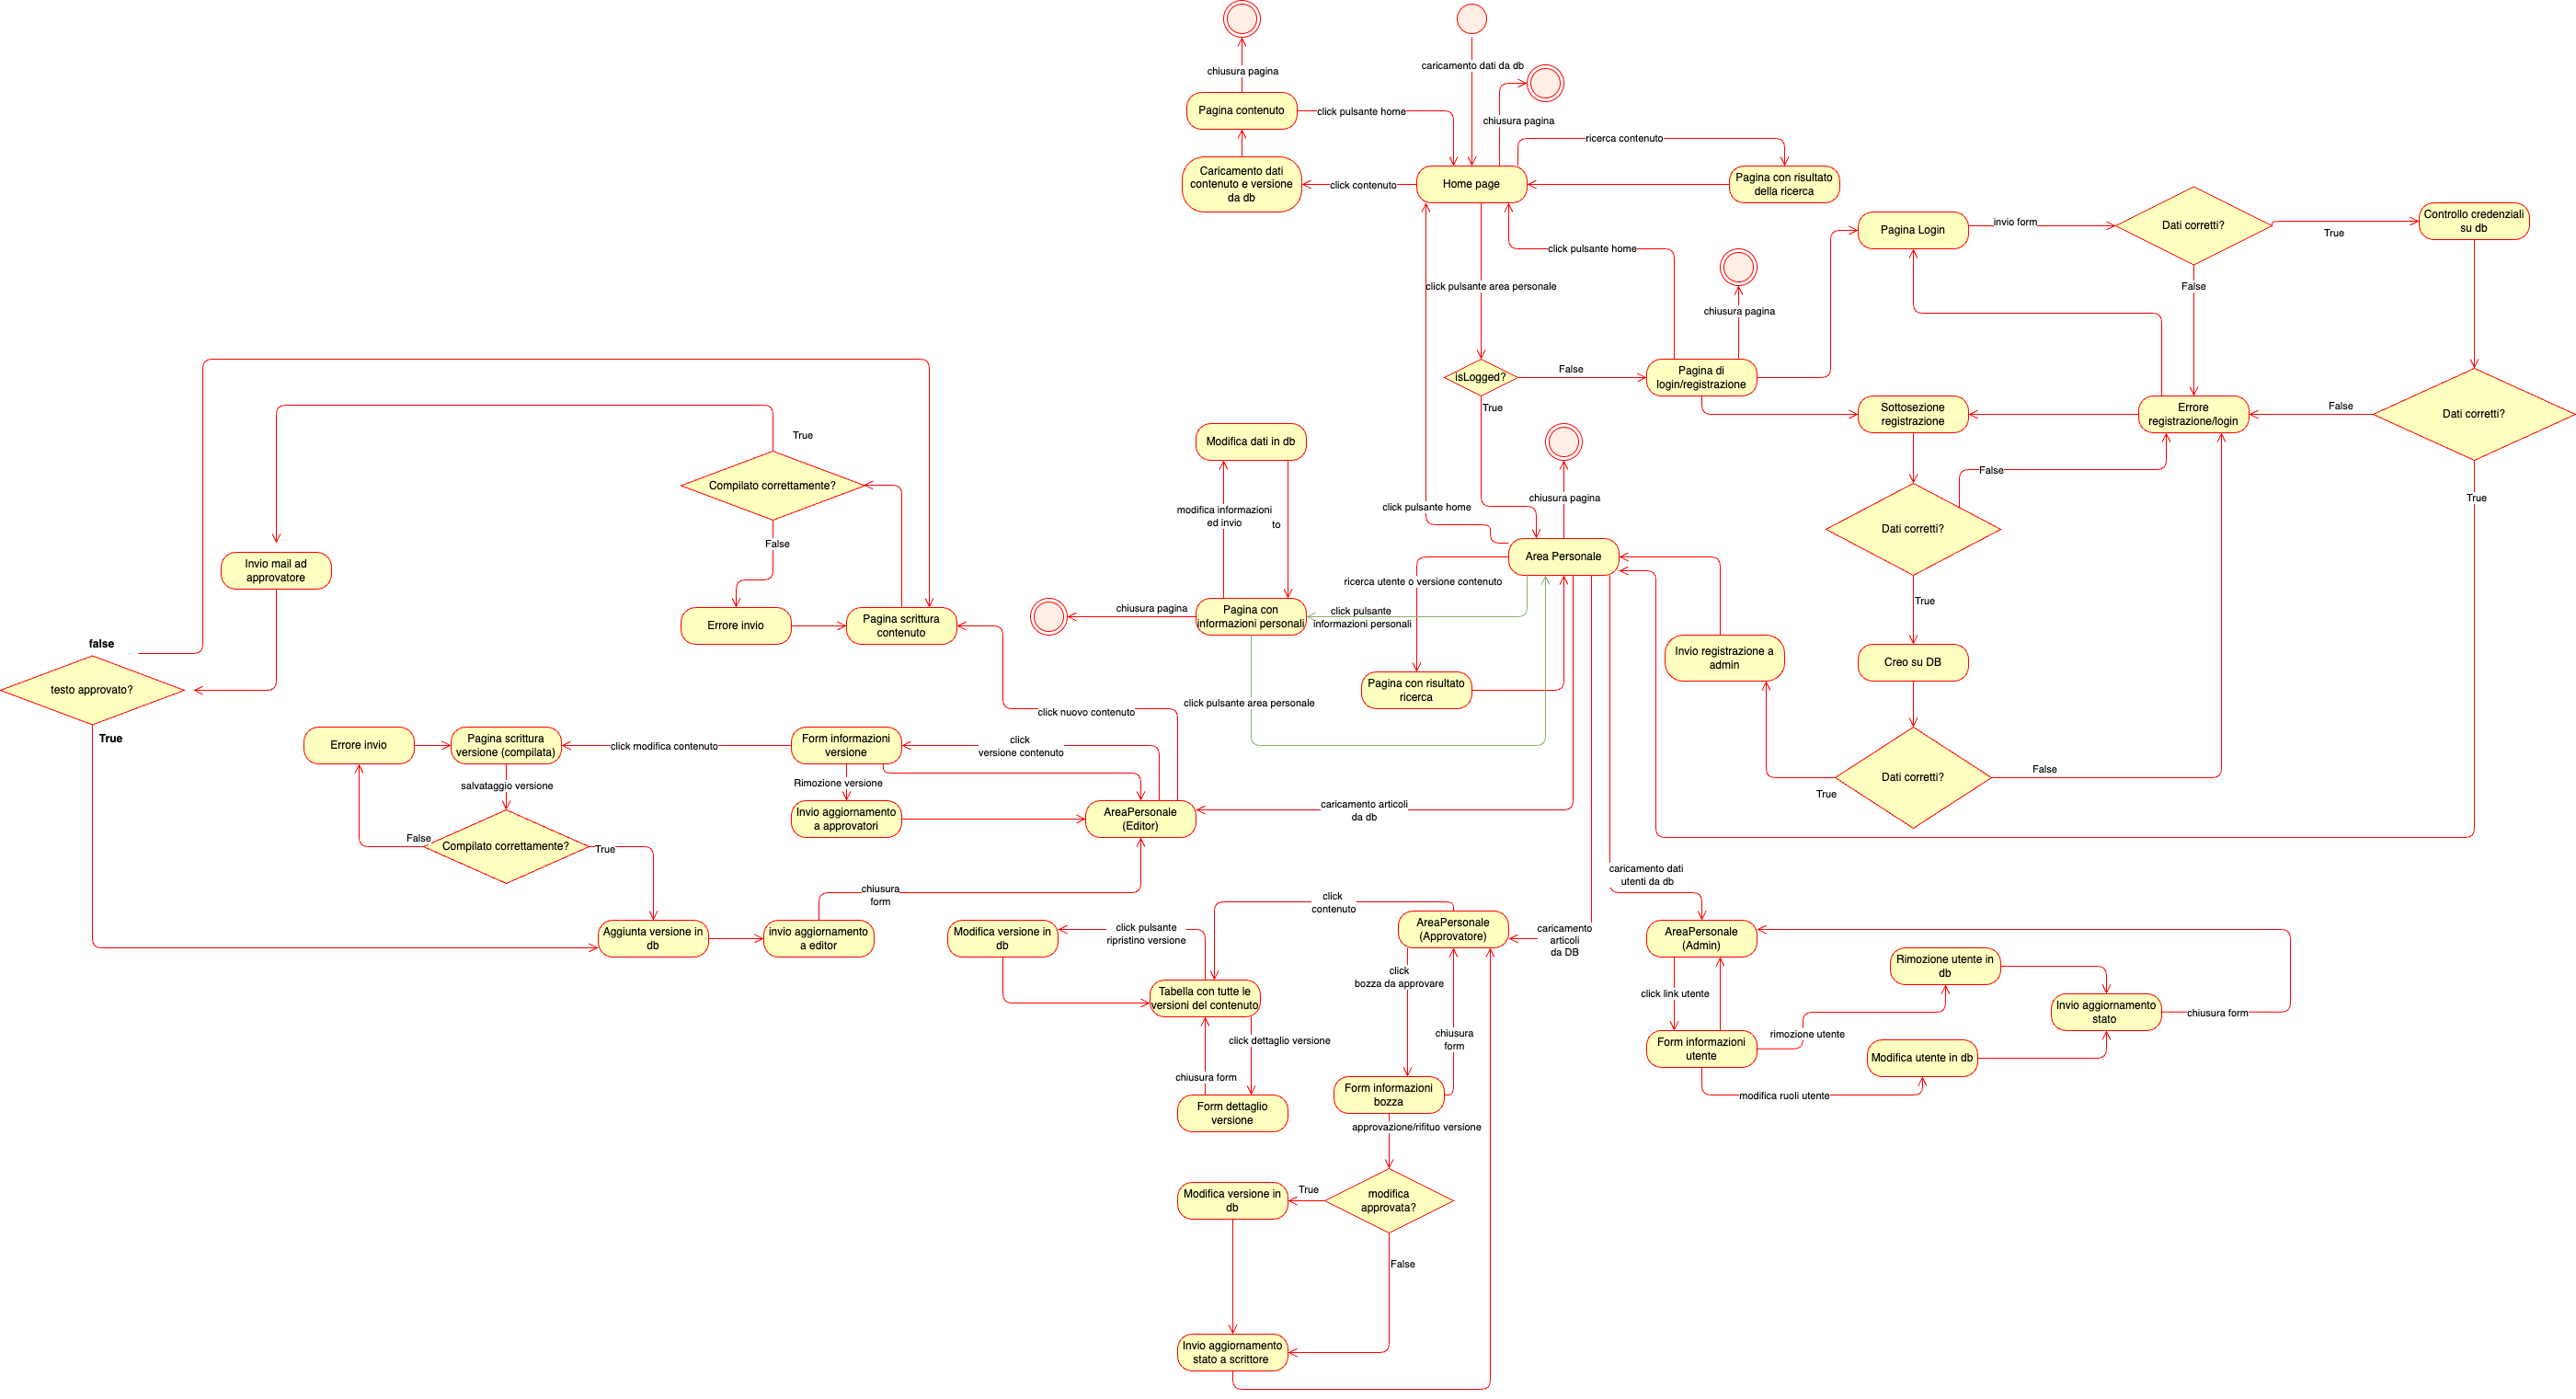 caricamento dati da db
chiusura pagina
Pagina contenuto
click pulsante home
chiusura pagina
ricerca contenuto
Caricamento dati
contenuto e versione
da db
click contenuto
Home page
Pagina con risultato
della ricerca
click pulsante home
Pagina Login
invio form
Dati corretti?
True
Controllo credenziali
su db
click pulsante area personale
chiusura pagina
False
isLogged?
False
Pagina di
login/registrazione
True
Sottosezione
registrazione
Errore
registrazione/login
False
Dati corretti?
True
Compilato correttamente?
False
Modifica dati in db
modifica informazioni
ed invio
to
click pulsante home
chiusura pagina
False
Dati corretti?
True
True
Invio mail ad
approvatore
Errore invio
Pagina scrittura
contenuto
Area Personale
ricerca utente o versione contenuto
chiusura pagina
Pagina con
informazioni personali
click pulsante
informazioni personali
Invio registrazione a
admin
Creo su DB
false
testo approvato?
True
Pagina con risultato
ricerca
click pulsante area personale
click nuovo contenuto
Errore invio
Pagina scrittura
versione (compilata)
click modifica contenuto
Form informazioni
versione
click
versione contenuto
salvataggio versione
Rimozione versione
Invio aggiornamento
a approvatori
AreaPersonale
(Editor)
caricamento articoli
da db
Dati corretti?
False
True
False
Compilato correttamente?
True
chiusura
form
caricamento dati
utenti da db
Aggiunta versione in
db
invio aggiornamento
a editor
Modifica versione in
db
click pulsante
ripristino versione
click
contenuto
AreaPersonale
(Approvatore)
caricamento
articoli
da DB
AreaPersonale
(Admin)
Tabella con tutte le
versioni del contenuto
click
bozza da approvare
click link utente
Rimozione utente in
db
Invio aggiornamento
stato
chiusura form
click dettaglio versione
chiusura
form
rimozione utente
Form informazioni
utente
Modifica utente in db
chiusura form
Form dettaglio
versione
Form informazioni
bozza
modifica ruoli utente
approvazione/rifituo versione
Modifica versione in
db
True
modifica
approvata?
False
Invio aggiornamento
stato a scrittore